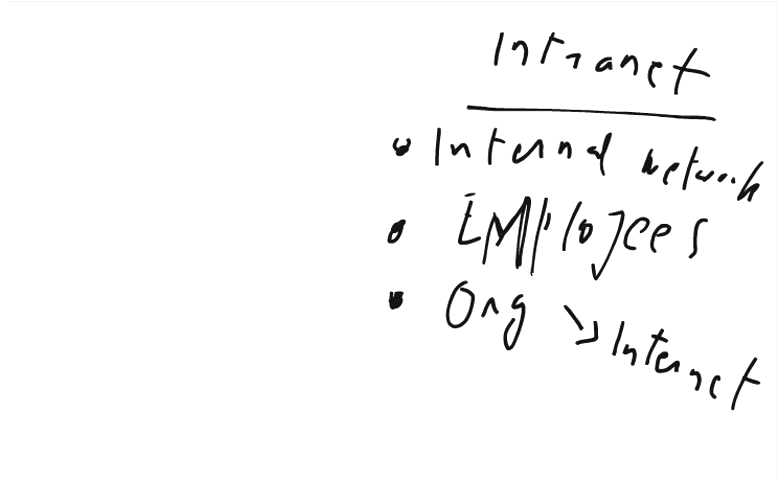 Intranet
• Internal network
• Employees
• Org ↘ Internet